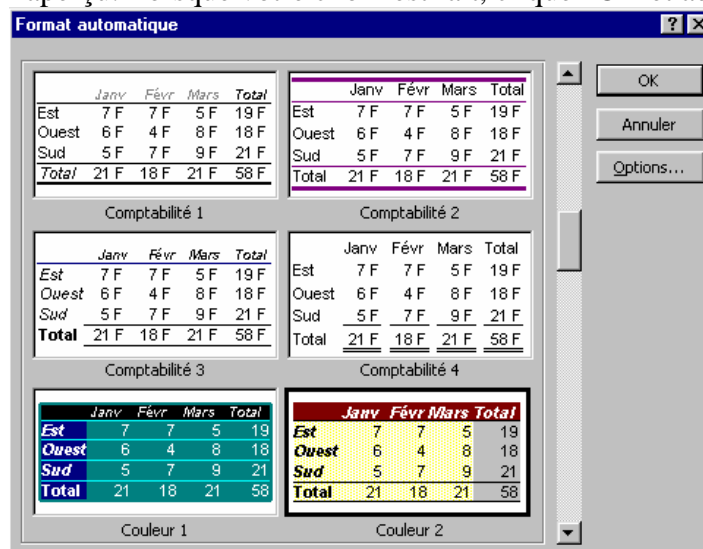 Format automatique
Janv Févr Mars Total
Est 7 F 7 F 5 F 19 F
Ouest 6 F 4 F 8 F 18 F
Sud 5 F 7 F 9 F 21 F
Total 21 F 18 F 21 F 58 F
Comptabilité 1
Janv Févr Mars Total
Est 7 F 7 F 5 F 19 F
Ouest 6 F 4 F 8 F 18 F
Sud 5 F 7 F 9 F 21 F
Total 21 F 18 F 21 F 58 F
Comptabilité 2
Janv Févr Mars Total
Est 7 F 7 F 5 F 19 F
Ouest 6 F 4 F 8 F 18 F
Sud 5 F 7 F 9 F 21 F
Total 21 F 18 F 21 F 58 F
Comptabilité 3
Janv Févr Mars Total
Est 7 F 7 F 5 F 19 F
Ouest 6 F 4 F 8 F 18 F
Sud 5 F 7 F 9 F 21 F
Total 21 F 18 F 21 F 58 F
Comptabilité 4
Janv Févr Mars Total
Est 7 7 5 19
Ouest 6 4 8 18
Sud 5 7 9 21
Total 21 18 21 58
Couleur 1
Janv Févr Mars Total
Est 7 7 5 19
Ouest 6 4 8 18
Sud 5 7 9 21
Total 21 18 21 58
Couleur 2
OK
Annuler
Options...